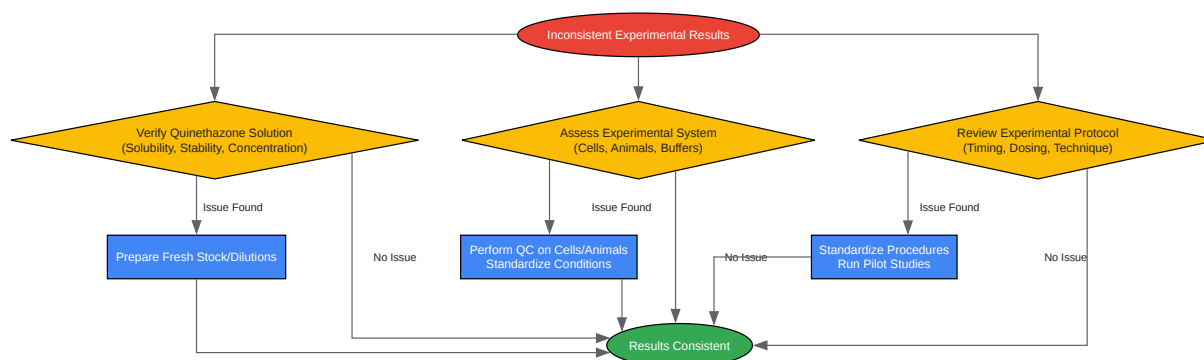 Inconsistent Experimental Results
Verify Quinethazone Solution
(Solubility, Stability, Concentration)
Assess Experimental System
(Cells, Animals, Buffers)
Review Experimental Protocol
(Timing, Dosing, Technique)
Issue Found
Issue Found
Issue Found
Prepare Fresh Stock/Dilutions
No Issue
Perform QC on Cells/Animals
Standardize Conditions
No Issue
Standardize Procedures
Run Pilot Studies
No Issue
Results Consistent